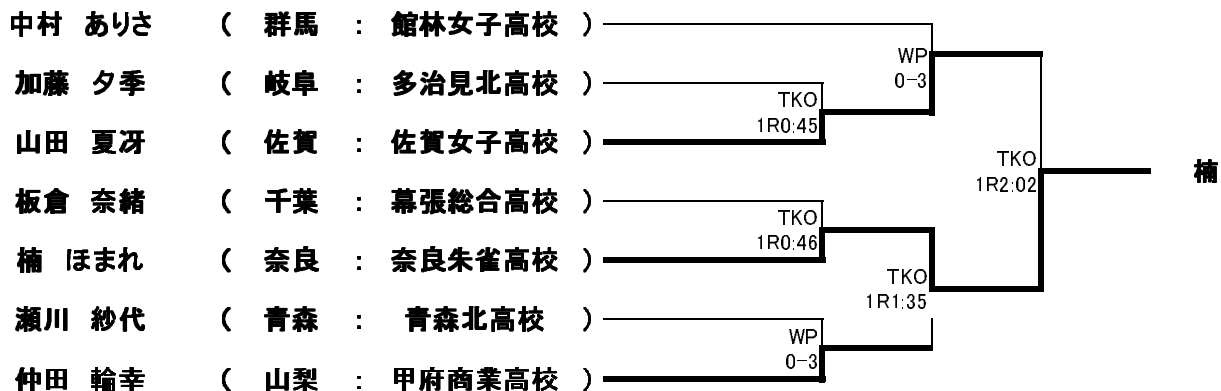 中村 ありさ ( 群馬 : 館林女子高校 )
WP
0-3
加藤 夕季 ( 岐阜 : 多治見北高校 )
TKO
1R0:45
山田 夏冴 ( 佐賀 : 佐賀女子高校 )
TKO
1R2:02
楠
板倉 奈緒 ( 千葉 : 幕張総合高校 )
TKO
1R0:46
楠 ほまれ ( 奈良 : 奈良朱雀高校 )
TKO
1R1:35
瀬川 紗代 ( 青森 : 青森北高校 )
WP
0-3
仲田 輪幸 ( 山梨 : 甲府商業高校 )